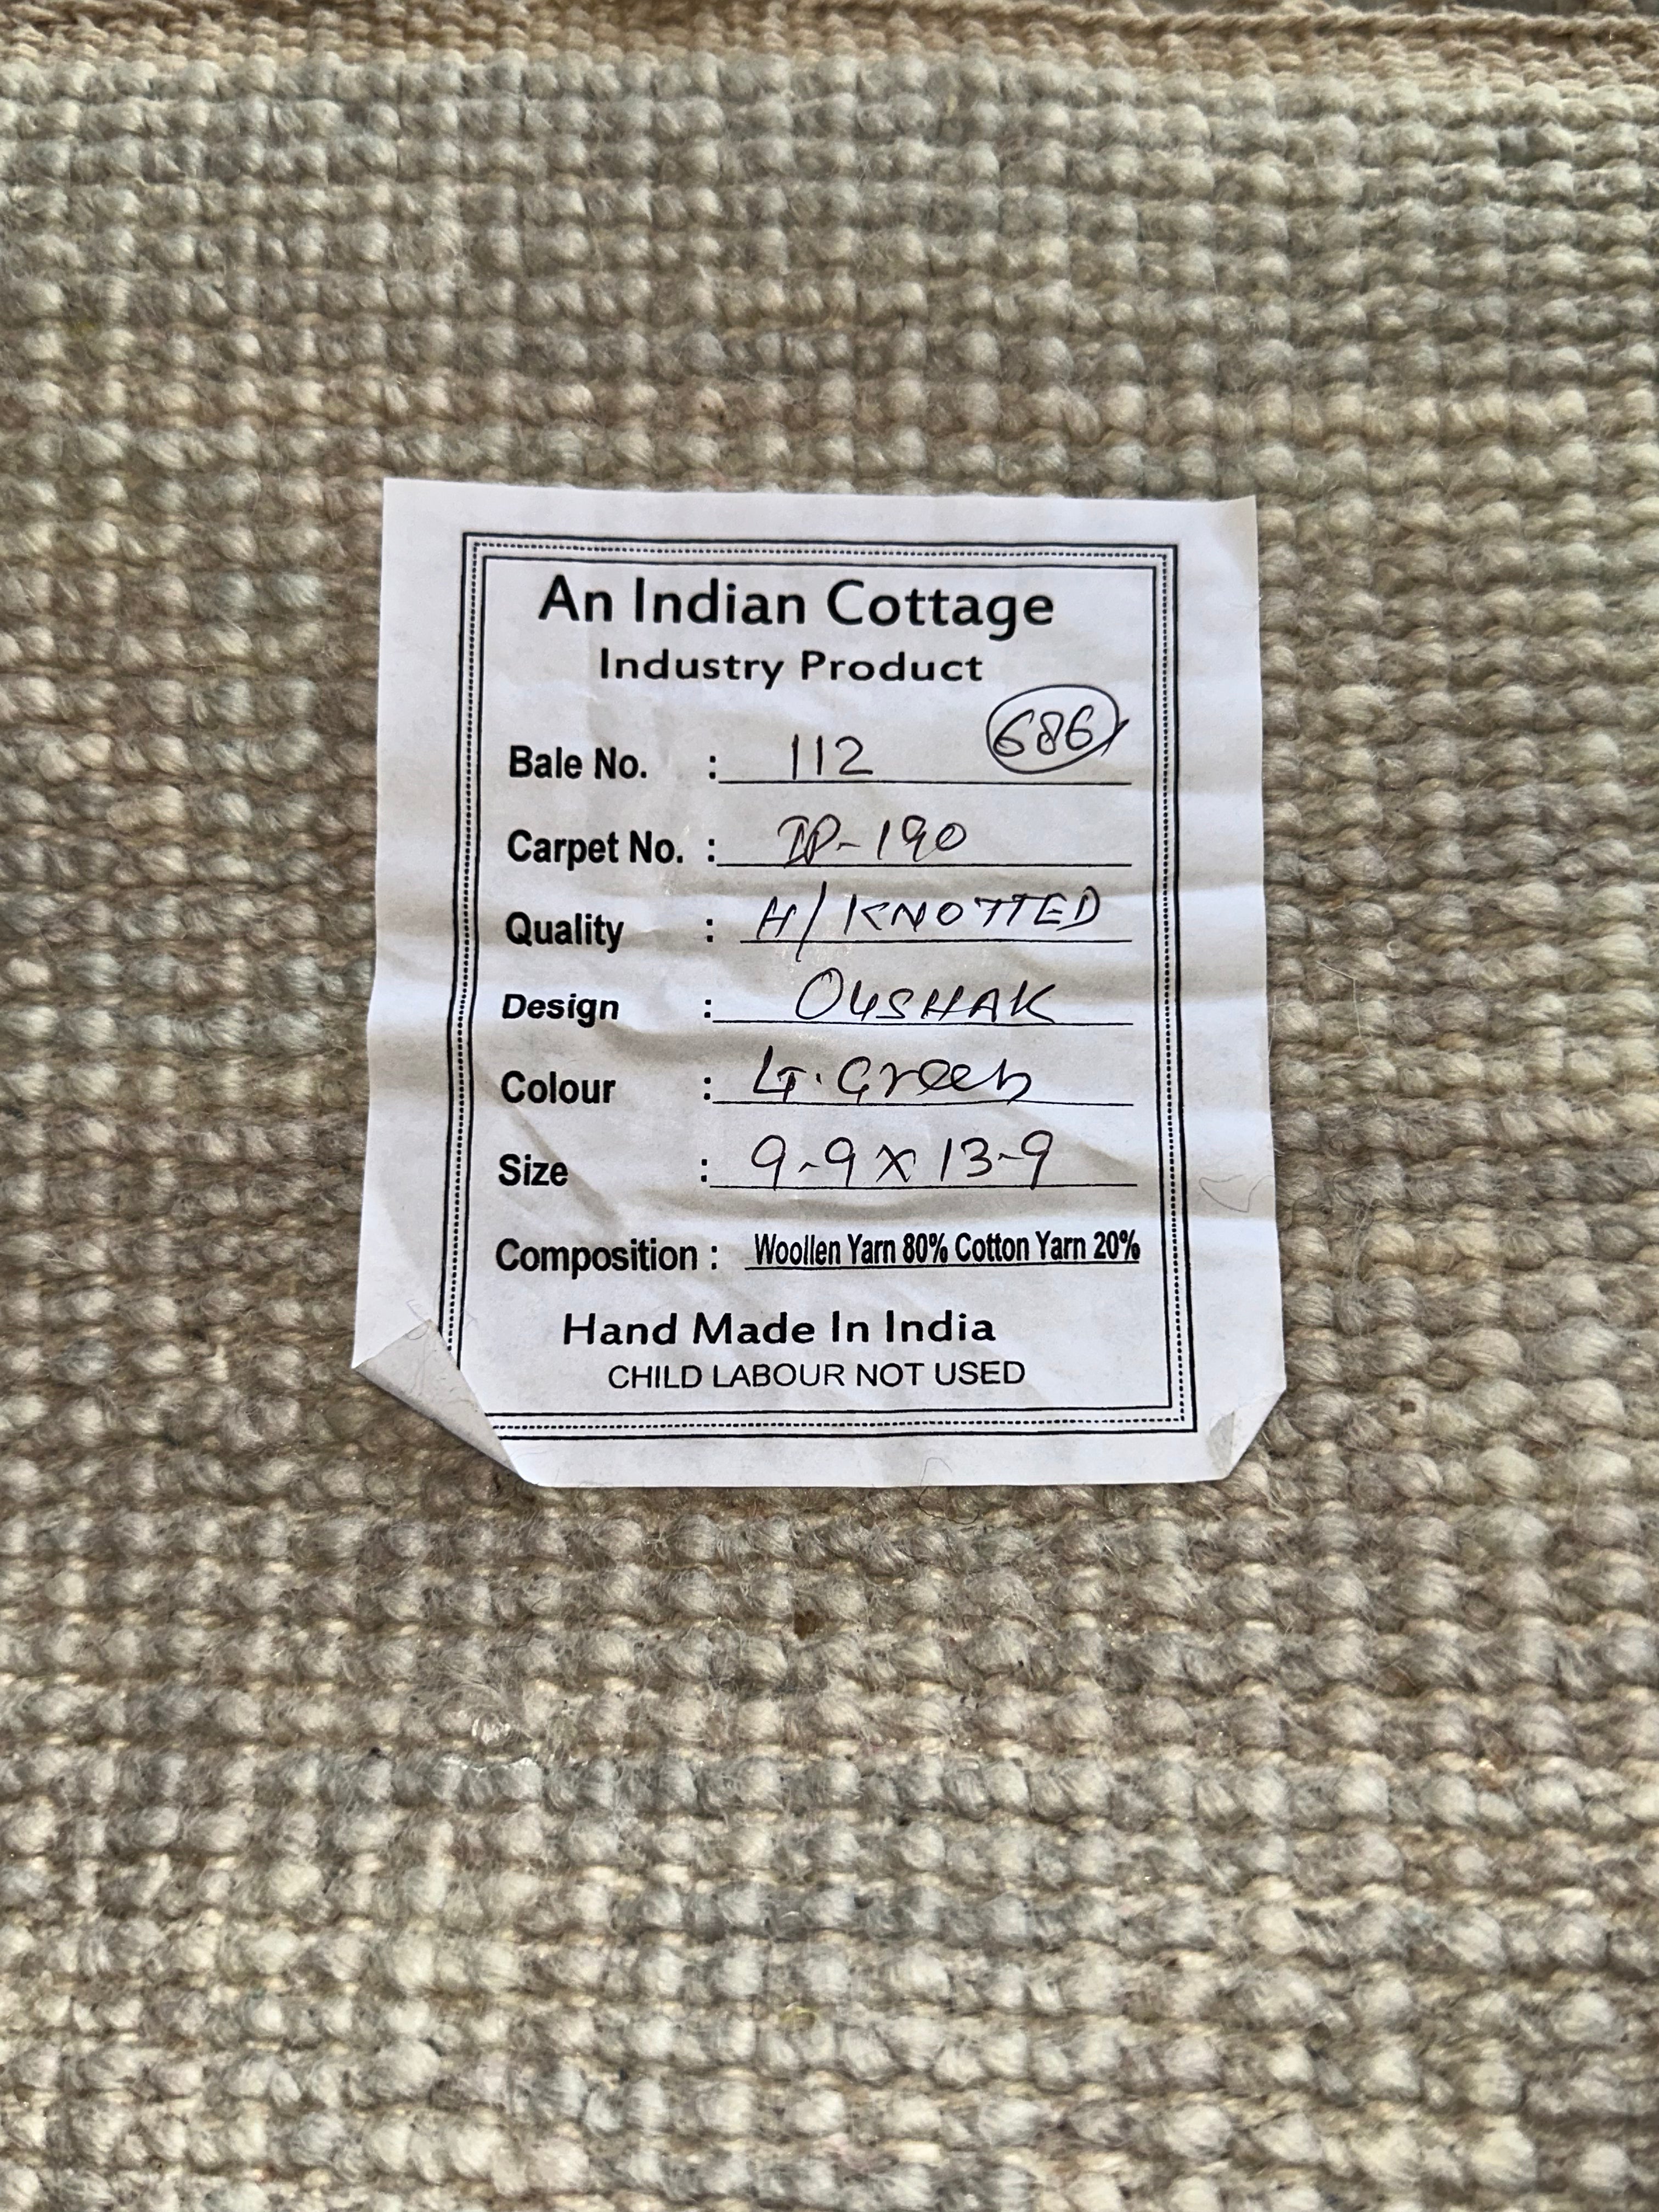 An Indian Cottage
Industry Product
686
Bale No. : 112
Carpet No. : IP-190
Quality : H/KNOTTED
Design : OUSHAK
Colour : LT. Green
Size : 9-9 X 13-9
Composition : Woollen Yarn 80% Cotton Yarn 20%
Hand Made In India
CHILD LABOUR NOT USED